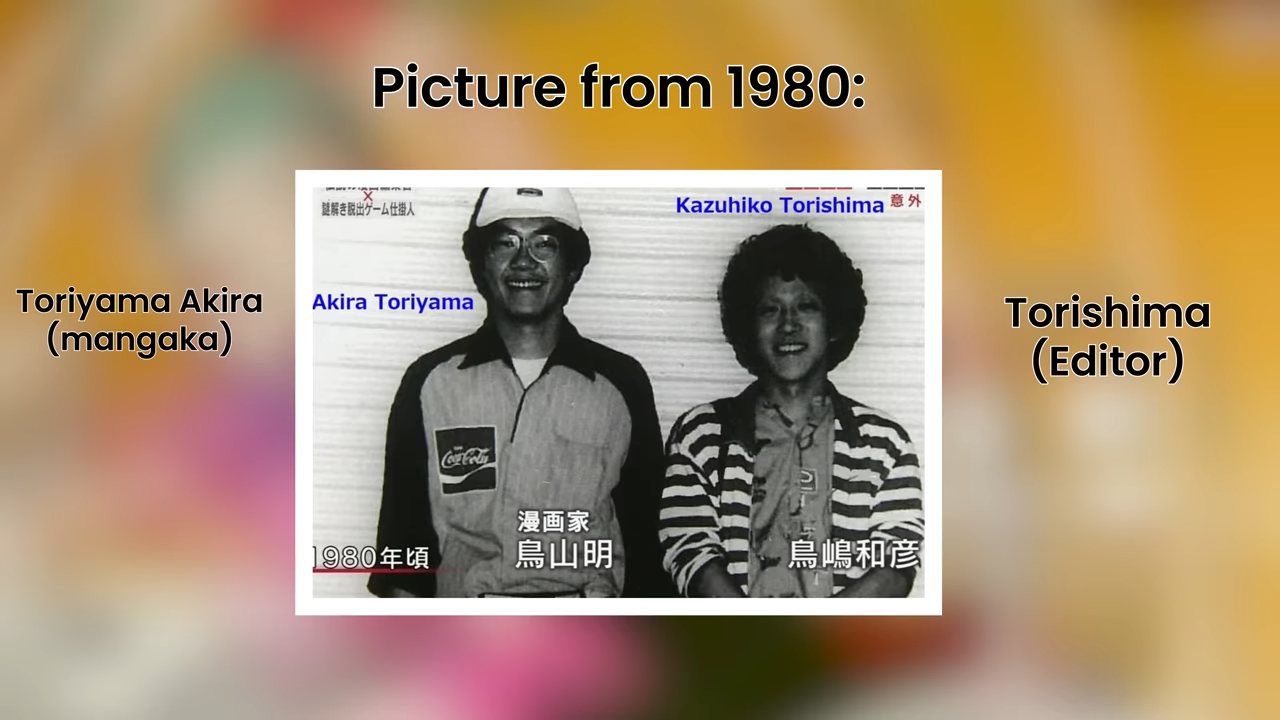 Picture from 1980:
謎解き脱出ゲーム仕掛人
Kazuhiko Torishima
意外
Akira Toriyama
Toriyama Akira
(mangaka)
Torishima
(Editor)
Coca-Cola
漫画家
鳥山明
鳥嶋和彦
1980年頃